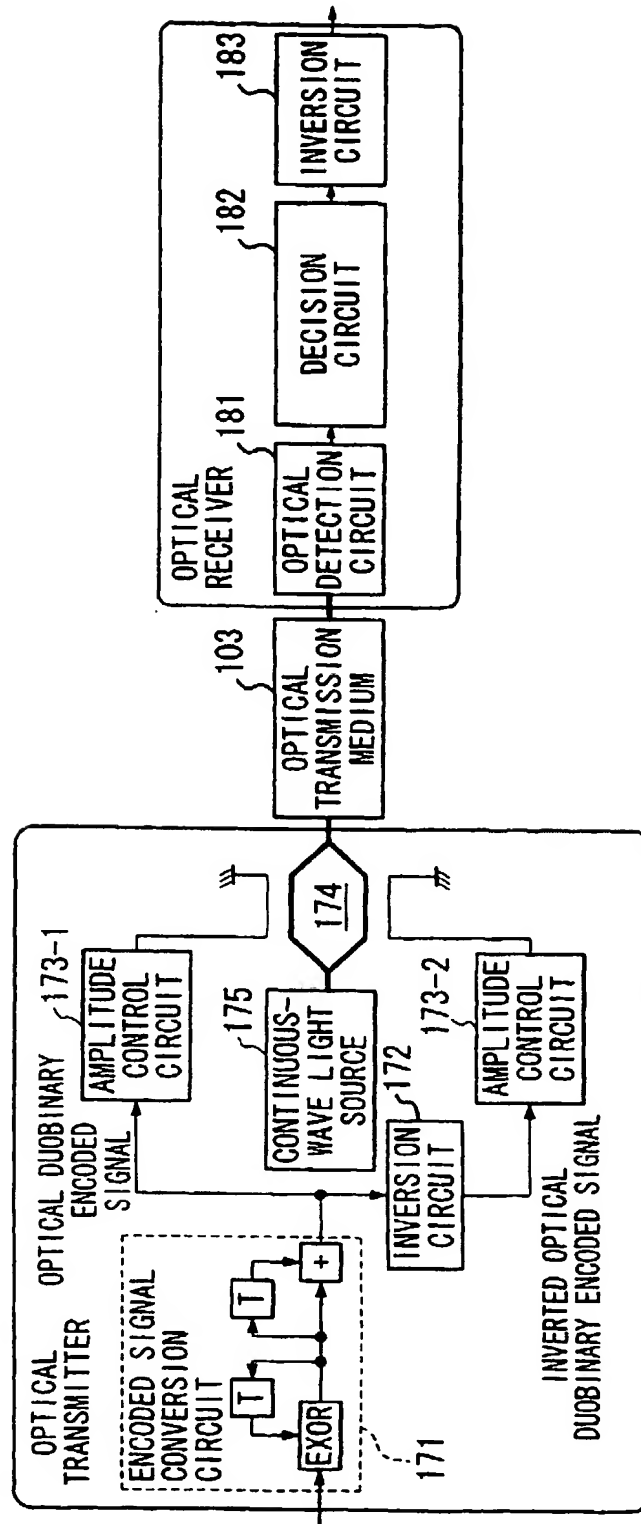 OPTICAL
TRANSMITTER
ENCODED SIGNAL
CONVERSION
CIRCUIT
EXOR
T
T
+
171
OPTICAL DUOBINARY
ENCODED
SIGNAL
173-1
AMPLITUDE
CONTROL
CIRCUIT
175
CONTINUOUS-
WAVE LIGHT
SOURCE
174
172
INVERSION
CIRCUIT
173-2
AMPLITUDE
CONTROL
CIRCUIT
INVERTED OPTICAL
DUOBINARY ENCODED SIGNAL
103
OPTICAL
TRANSMISSION
MEDIUM
OPTICAL
RECEIVER
181
OPTICAL
DETECTION
CIRCUIT
182
DECISION
CIRCUIT
183
INVERSION
CIRCUIT